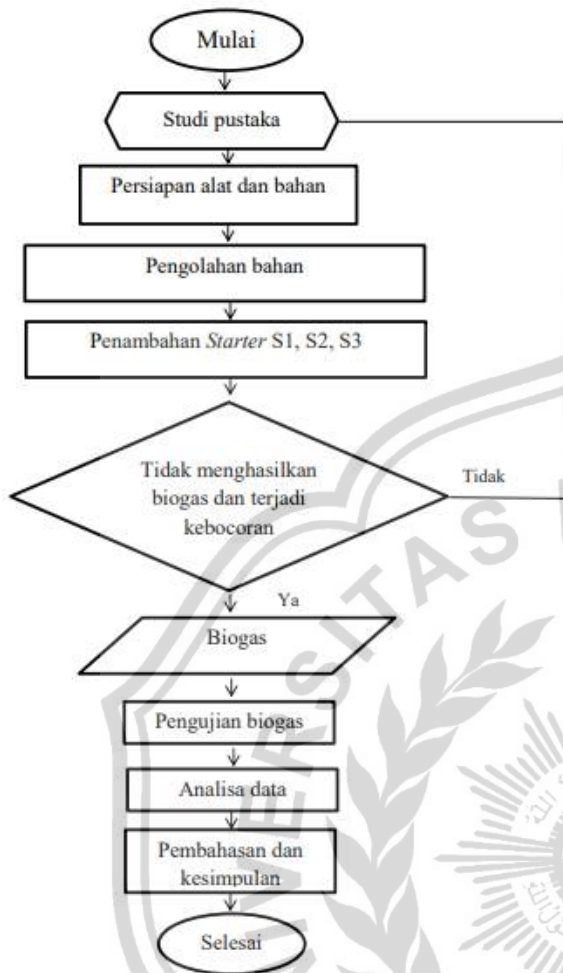 Mulai
Studi pustaka
Persiapan alat dan bahan
Pengolahan bahan
Penambahan Starter S1, S2, S3
Tidak menghasilkan
biogas dan terjadi
kebocoran
Tidak
Ya
Biogas
Pengujian biogas
Analisa data
Pembahasan dan
kesimpulan
Selesai